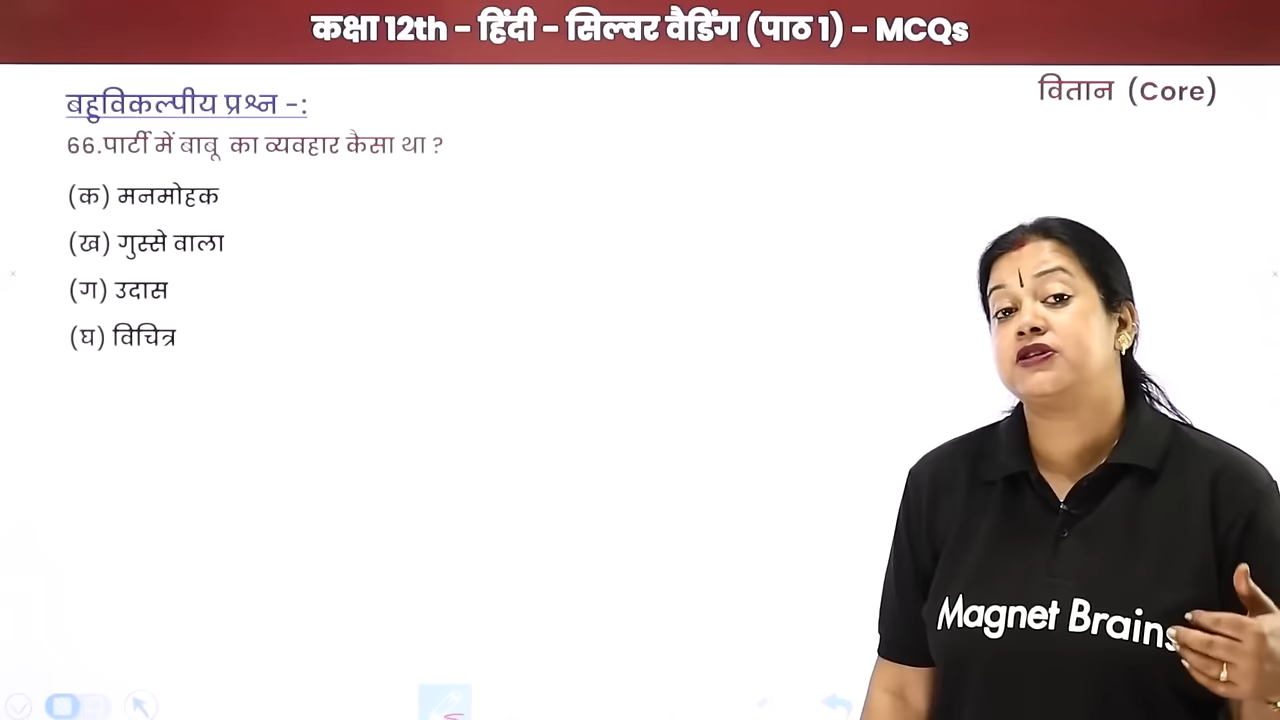 कक्षा 12th - हिंदी - सिल्वर वैडिंग (पाठ 1) - MCQs
वितान (Core)
बहुविकल्पीय प्रश्न -:
66.पार्टी में बाबू का व्यवहार कैसा था ?
(क) मनमोहक
(ख) गुस्से वाला
(ग) उदास
(घ) विचित्र
Magnet Brains